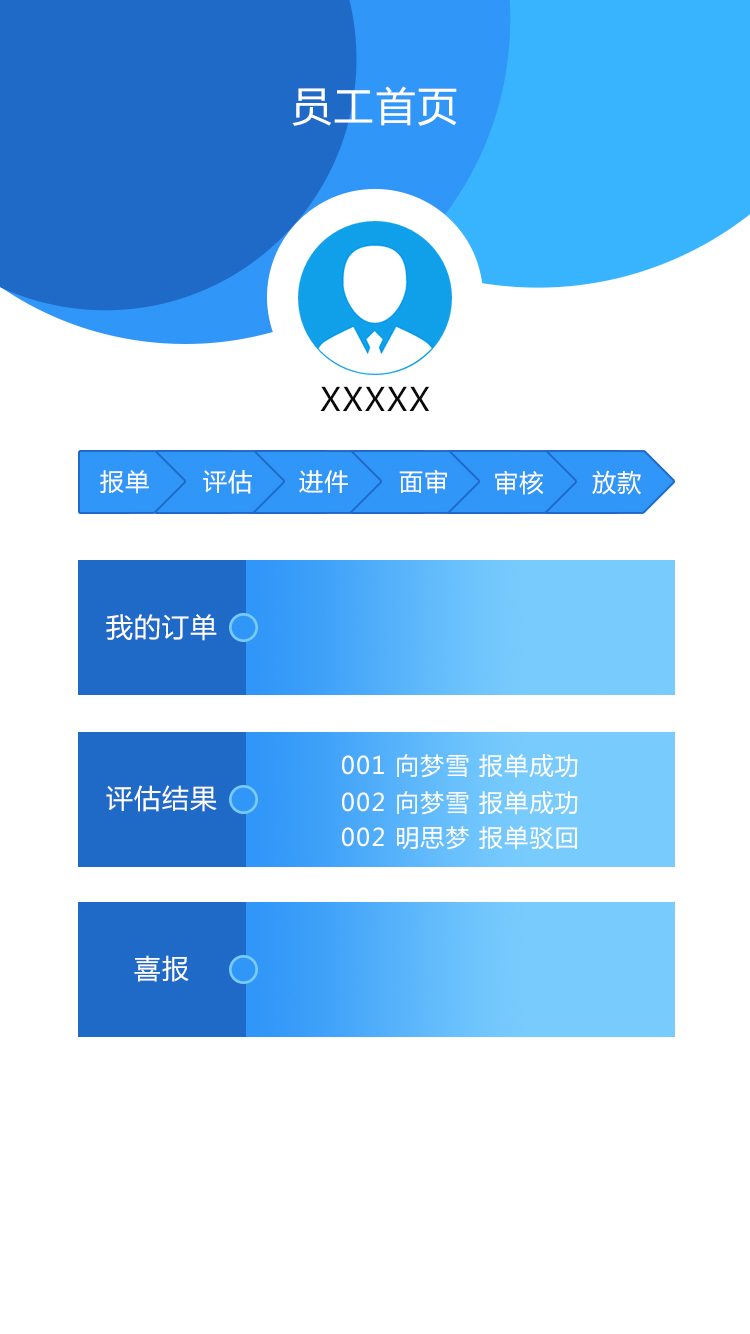 员工首页
XXXXX
报单 评估 进件 面审 审核 放款
我的订单
评估结果
001 向梦雪 报单成功
002 向梦雪 报单成功
002 明思梦 报单驳回
喜报